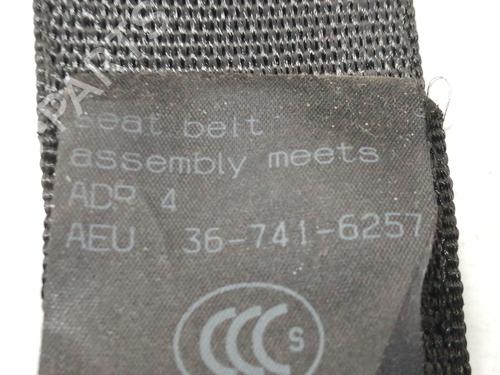 seat belt
assembly meets
ADR 4
AEU 36-741-6257
CCC S